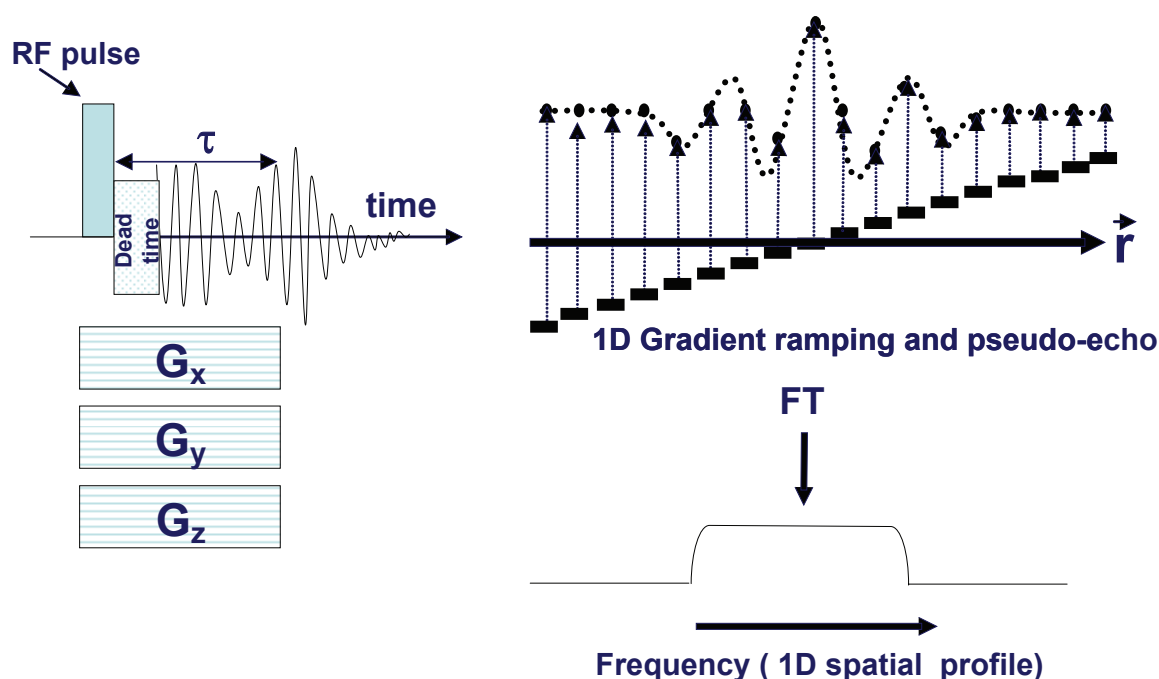 RF pulse
τ
time
Dead
time
Gx
Gy
Gz
r
1D Gradient ramping and pseudo-echo
FT
Frequency ( 1D spatial profile)